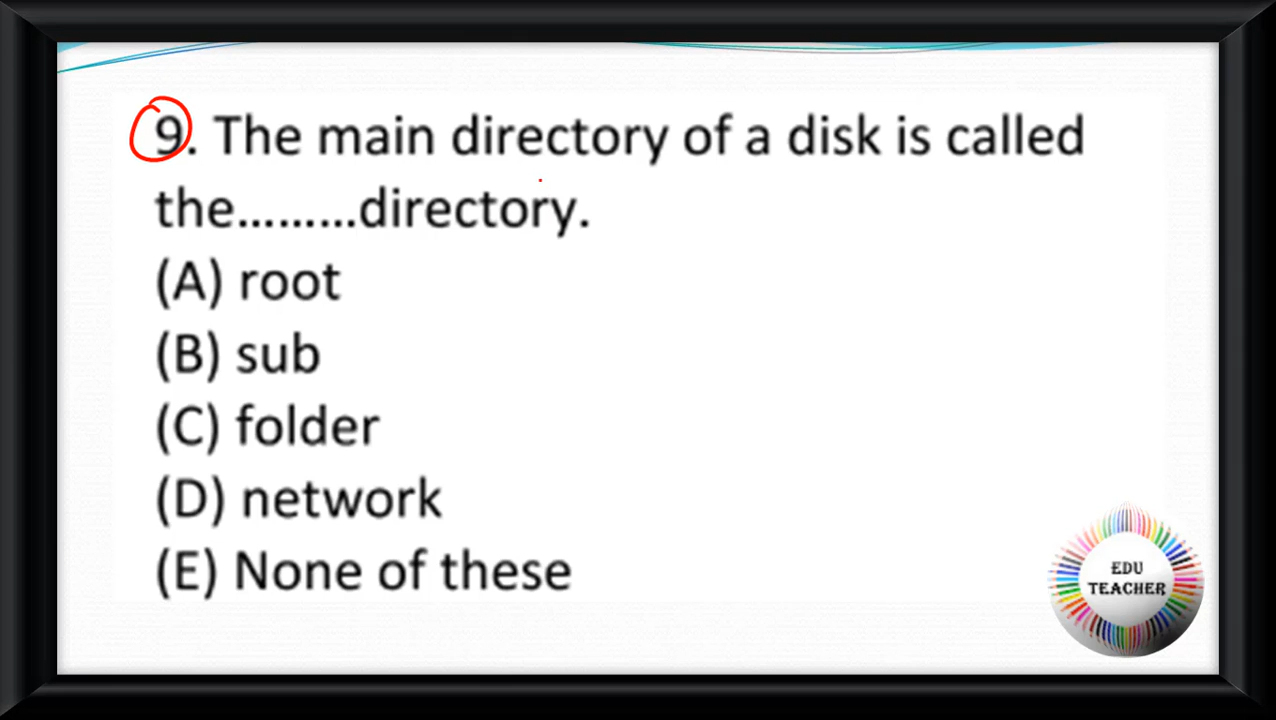 9. The main directory of a disk is called
the.........directory.
(A) root
(B) sub
(C) folder
(D) network
(E) None of these
EDU
TEACHER